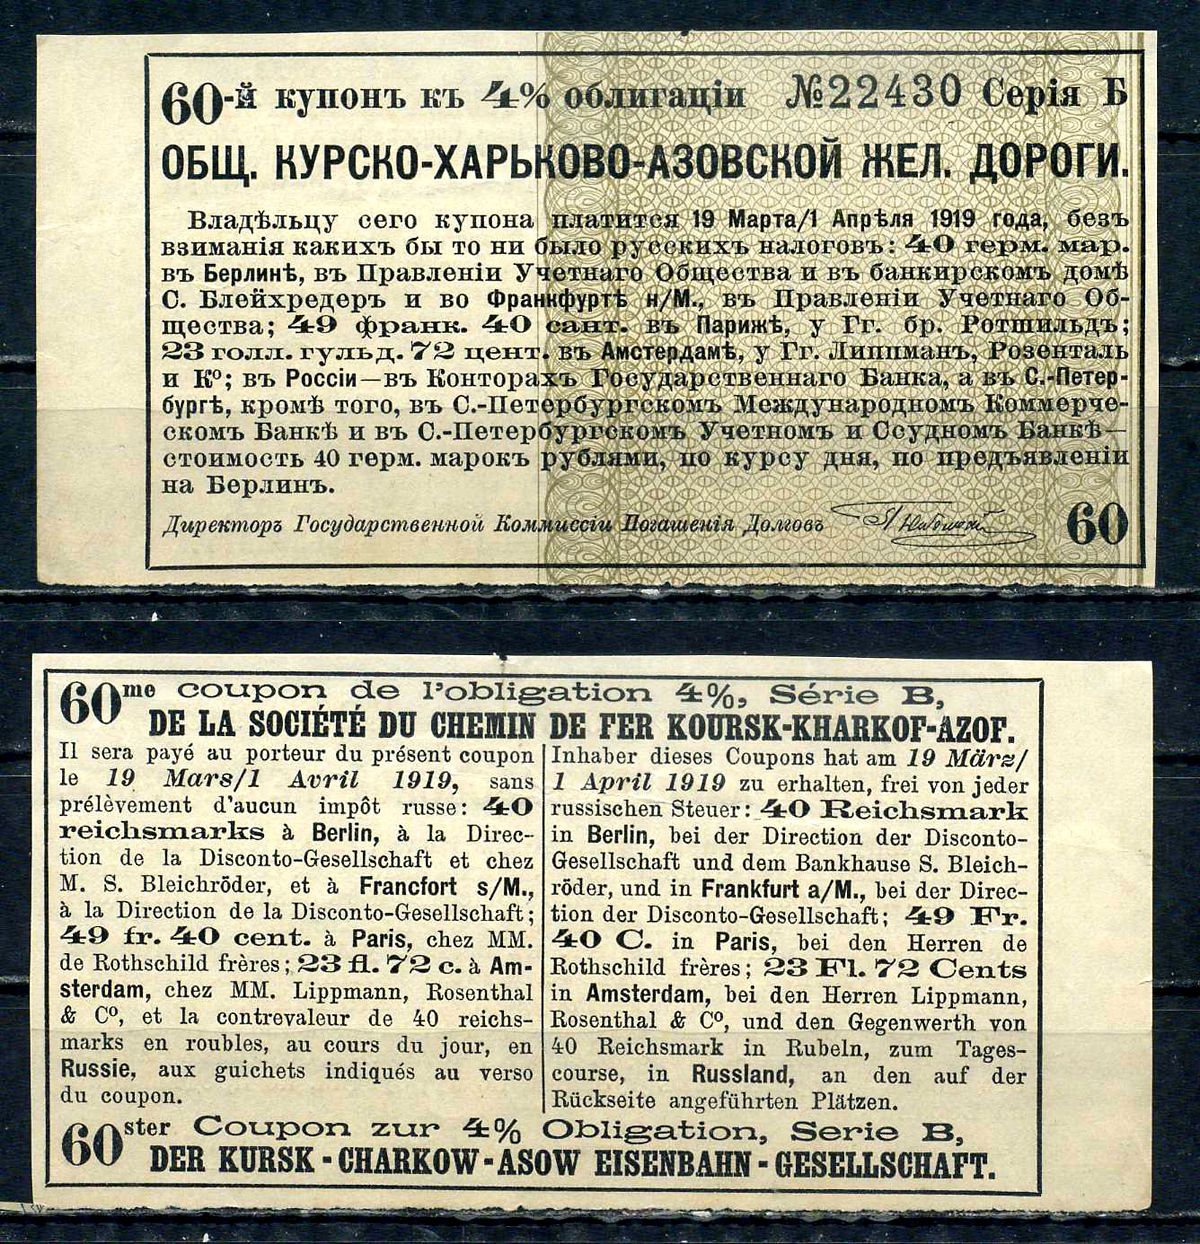 60-й купонъ къ 4% облигаціи №22430 Серія Б
ОБЩ. КУРСКО-ХАРЬКОВО-АЗОВСКОЙ ЖЕЛ. ДОРОГИ.
Владѣльцу сего купона платится 19 Марта/1 Апрѣля 1919 года, безъ
взиманія какихъ бы то ни было русскихъ налоговъ: 40 герм. мар.
въ Берлинѣ, въ Правленіи Учетнаго Общества и въ банкирскомъ домѣ
С. Блейхредеръ и во Франкфуртѣ н/М., въ Правленіи Учетнаго Об-
щества; 49 франк. 40 сант. въ Парижѣ, у Гг. бр. Ротшильдъ;
23 голл. гульд. 72 цент. въ Амстердамѣ, у Гг. Липпманъ, Розенталь
и Ко; въ Россіи—въ Конторахъ Государственнаго Банка, а въ С.-Петер-
бургѣ, кромѣ того, въ С.-Петербургскомъ Международномъ Коммерче-
скомъ Банкѣ и въ С.-Петербургскомъ Учетномъ и Ссудномъ Банкѣ—
стоимость 40 герм. марокъ рублями, по курсу дня, по предъявленіи
на Берлинъ.
Директоръ Государственной Коммиссіи Погашенія Долговъ
60
60me coupon de l'obligation 4%, Série B,
DE LA SOCIÉTÉ DU CHEMIN DE FER KOURSK-KHARKOF-AZOF.
Il sera payé au porteur du présent coupon
le 19 Mars/1 Avril 1919, sans
prélèvement d'aucun impôt russe: 40
reichsmarks à Berlin, à la Direc-
tion de la Disconto-Gesellschaft et chez
M. S. Bleichröder, et à Francfort s/M.,
à la Direction de la Disconto-Gesellschaft;
49 fr. 40 cent. à Paris, chez MM.
de Rothschild frères; 23 fl. 72 c. à Am-
sterdam, chez MM. Lippmann, Rosenthal
& Co, et la contrevaleur de 40 reichs-
marks en roubles, au cours du jour, en
Russie, aux guichets indiqués au verso
du coupon.
Inhaber dieses Coupons hat am 19 März/
1 April 1919 zu erhalten, frei von jeder
russischen Steuer: 40 Reichsmark
in Berlin, bei der Direction der Disconto-
Gesellschaft und dem Bankhause S. Bleich-
röder, und in Frankfurt a/M., bei der Direc-
tion der Disconto-Gesellschaft; 49 Fr.
40 C. in Paris, bei den Herren de
Rothschild frères; 23 Fl. 72 Cents
in Amsterdam, bei den Herren Lippmann,
Rosenthal & Co, und den Gegenwerth von
40 Reichsmark in Rubeln, zum Tages-
course, in Russland, an den auf der
Rückseite angeführten Plätzen.
60ster Coupon zur 4% Obligation, Serie B,
DER KURSK-CHARKOW-ASOW EISENBAHN-GESELLSCHAFT.